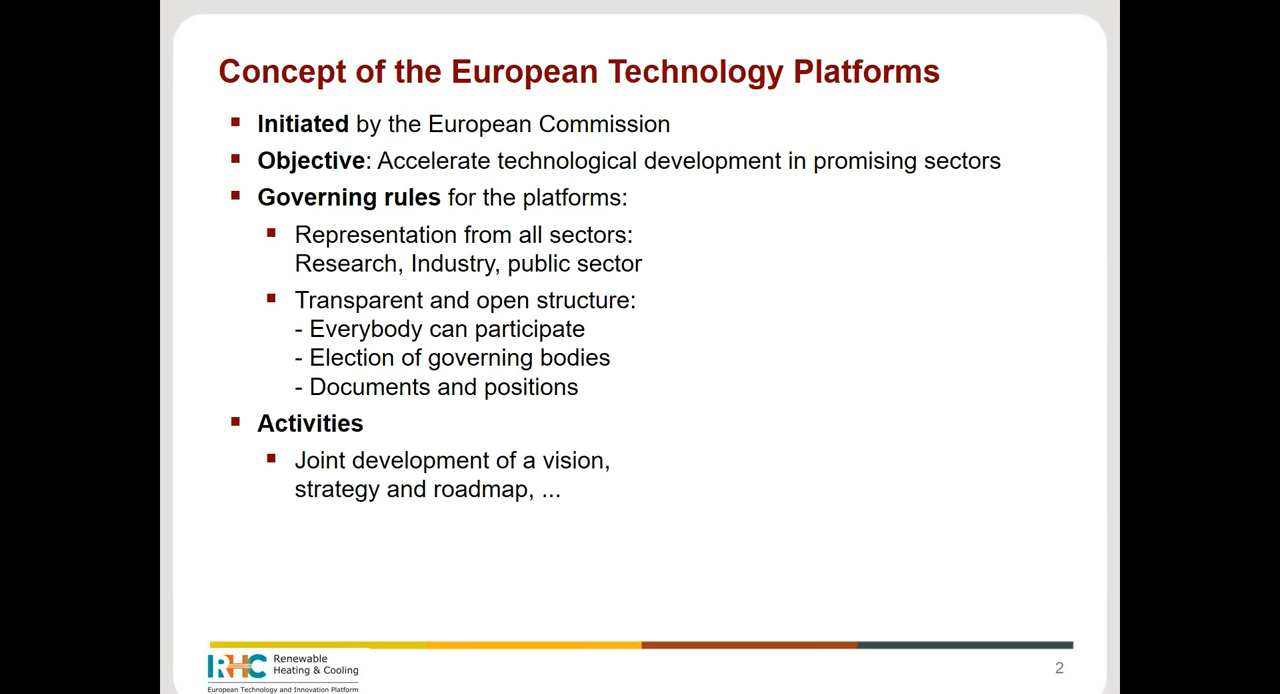 Concept of the European Technology Platforms
Initiated by the European Commission
Objective: Accelerate technological development in promising sectors
Governing rules for the platforms:
Representation from all sectors:
Research, Industry, public sector
Transparent and open structure:
- Everybody can participate
- Election of governing bodies
- Documents and positions
Activities
Joint development of a vision,
strategy and roadmap, ...
RHC
Renewable
Heating & Cooling
European Technology and Innovation Platform
2